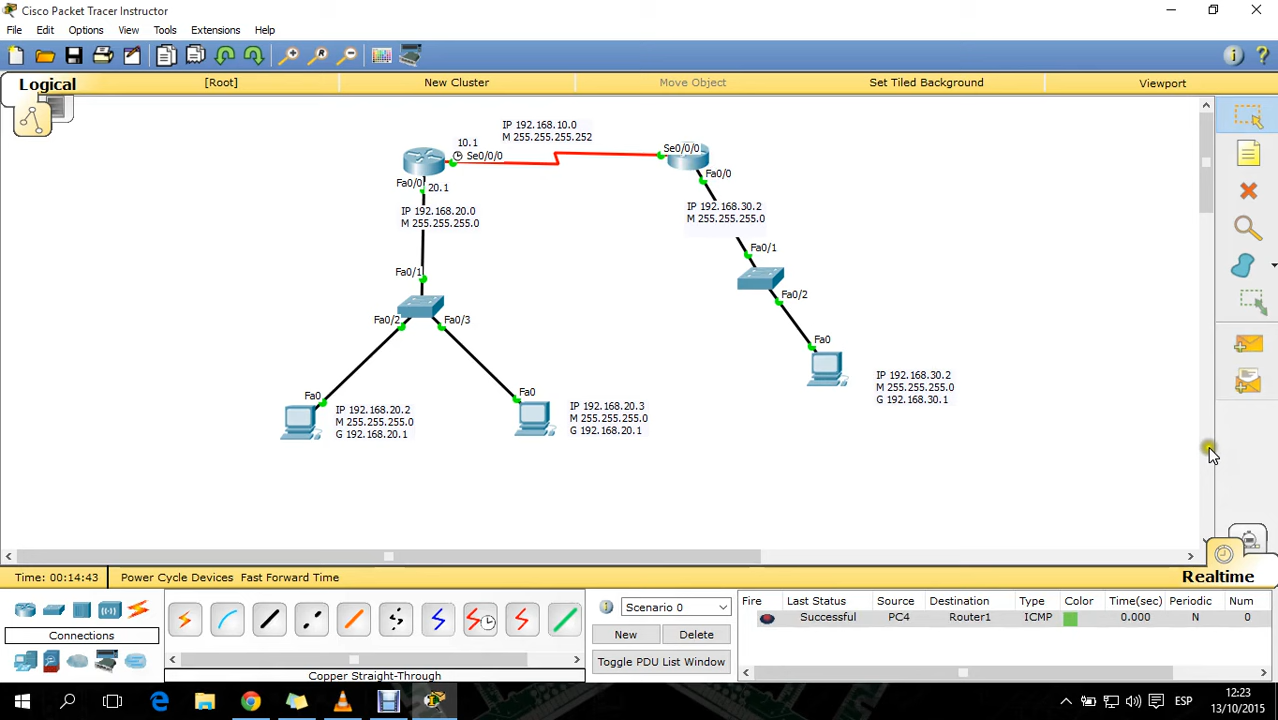 Cisco Packet Tracer Instructor
File Edit Options View Tools Extensions Help
Logical
[Root]
New Cluster
Move Object
Set Tiled Background
Viewport
IP 192.168.10.0
M 255.255.255.252
10.1
Se0/0/0
Se0/0/0
Fa0/0
20.1
Fa0/0
IP 192.168.20.0
M 255.255.255.0
IP 192.168.30.2
M 255.255.255.0
Fa0/1
Fa0/1
Fa0/2
Fa0/3
Fa0/2
Fa0
Fa0
Fa0
IP 192.168.20.2
M 255.255.255.0
G 192.168.20.1
IP 192.168.20.3
M 255.255.255.0
G 192.168.20.1
IP 192.168.30.2
M 255.255.255.0
G 192.168.30.1
Time: 00:14:43
Power Cycle Devices Fast Forward Time
Realtime
Connections
Copper Straight-Through
Scenario 0
New
Delete
Toggle PDU List Window
Fire Last Status Source Destination Type Color Time(sec) Periodic Num
Successful PC4 Router1 ICMP 0.000 N 0
ESP
12:23
13/10/2015